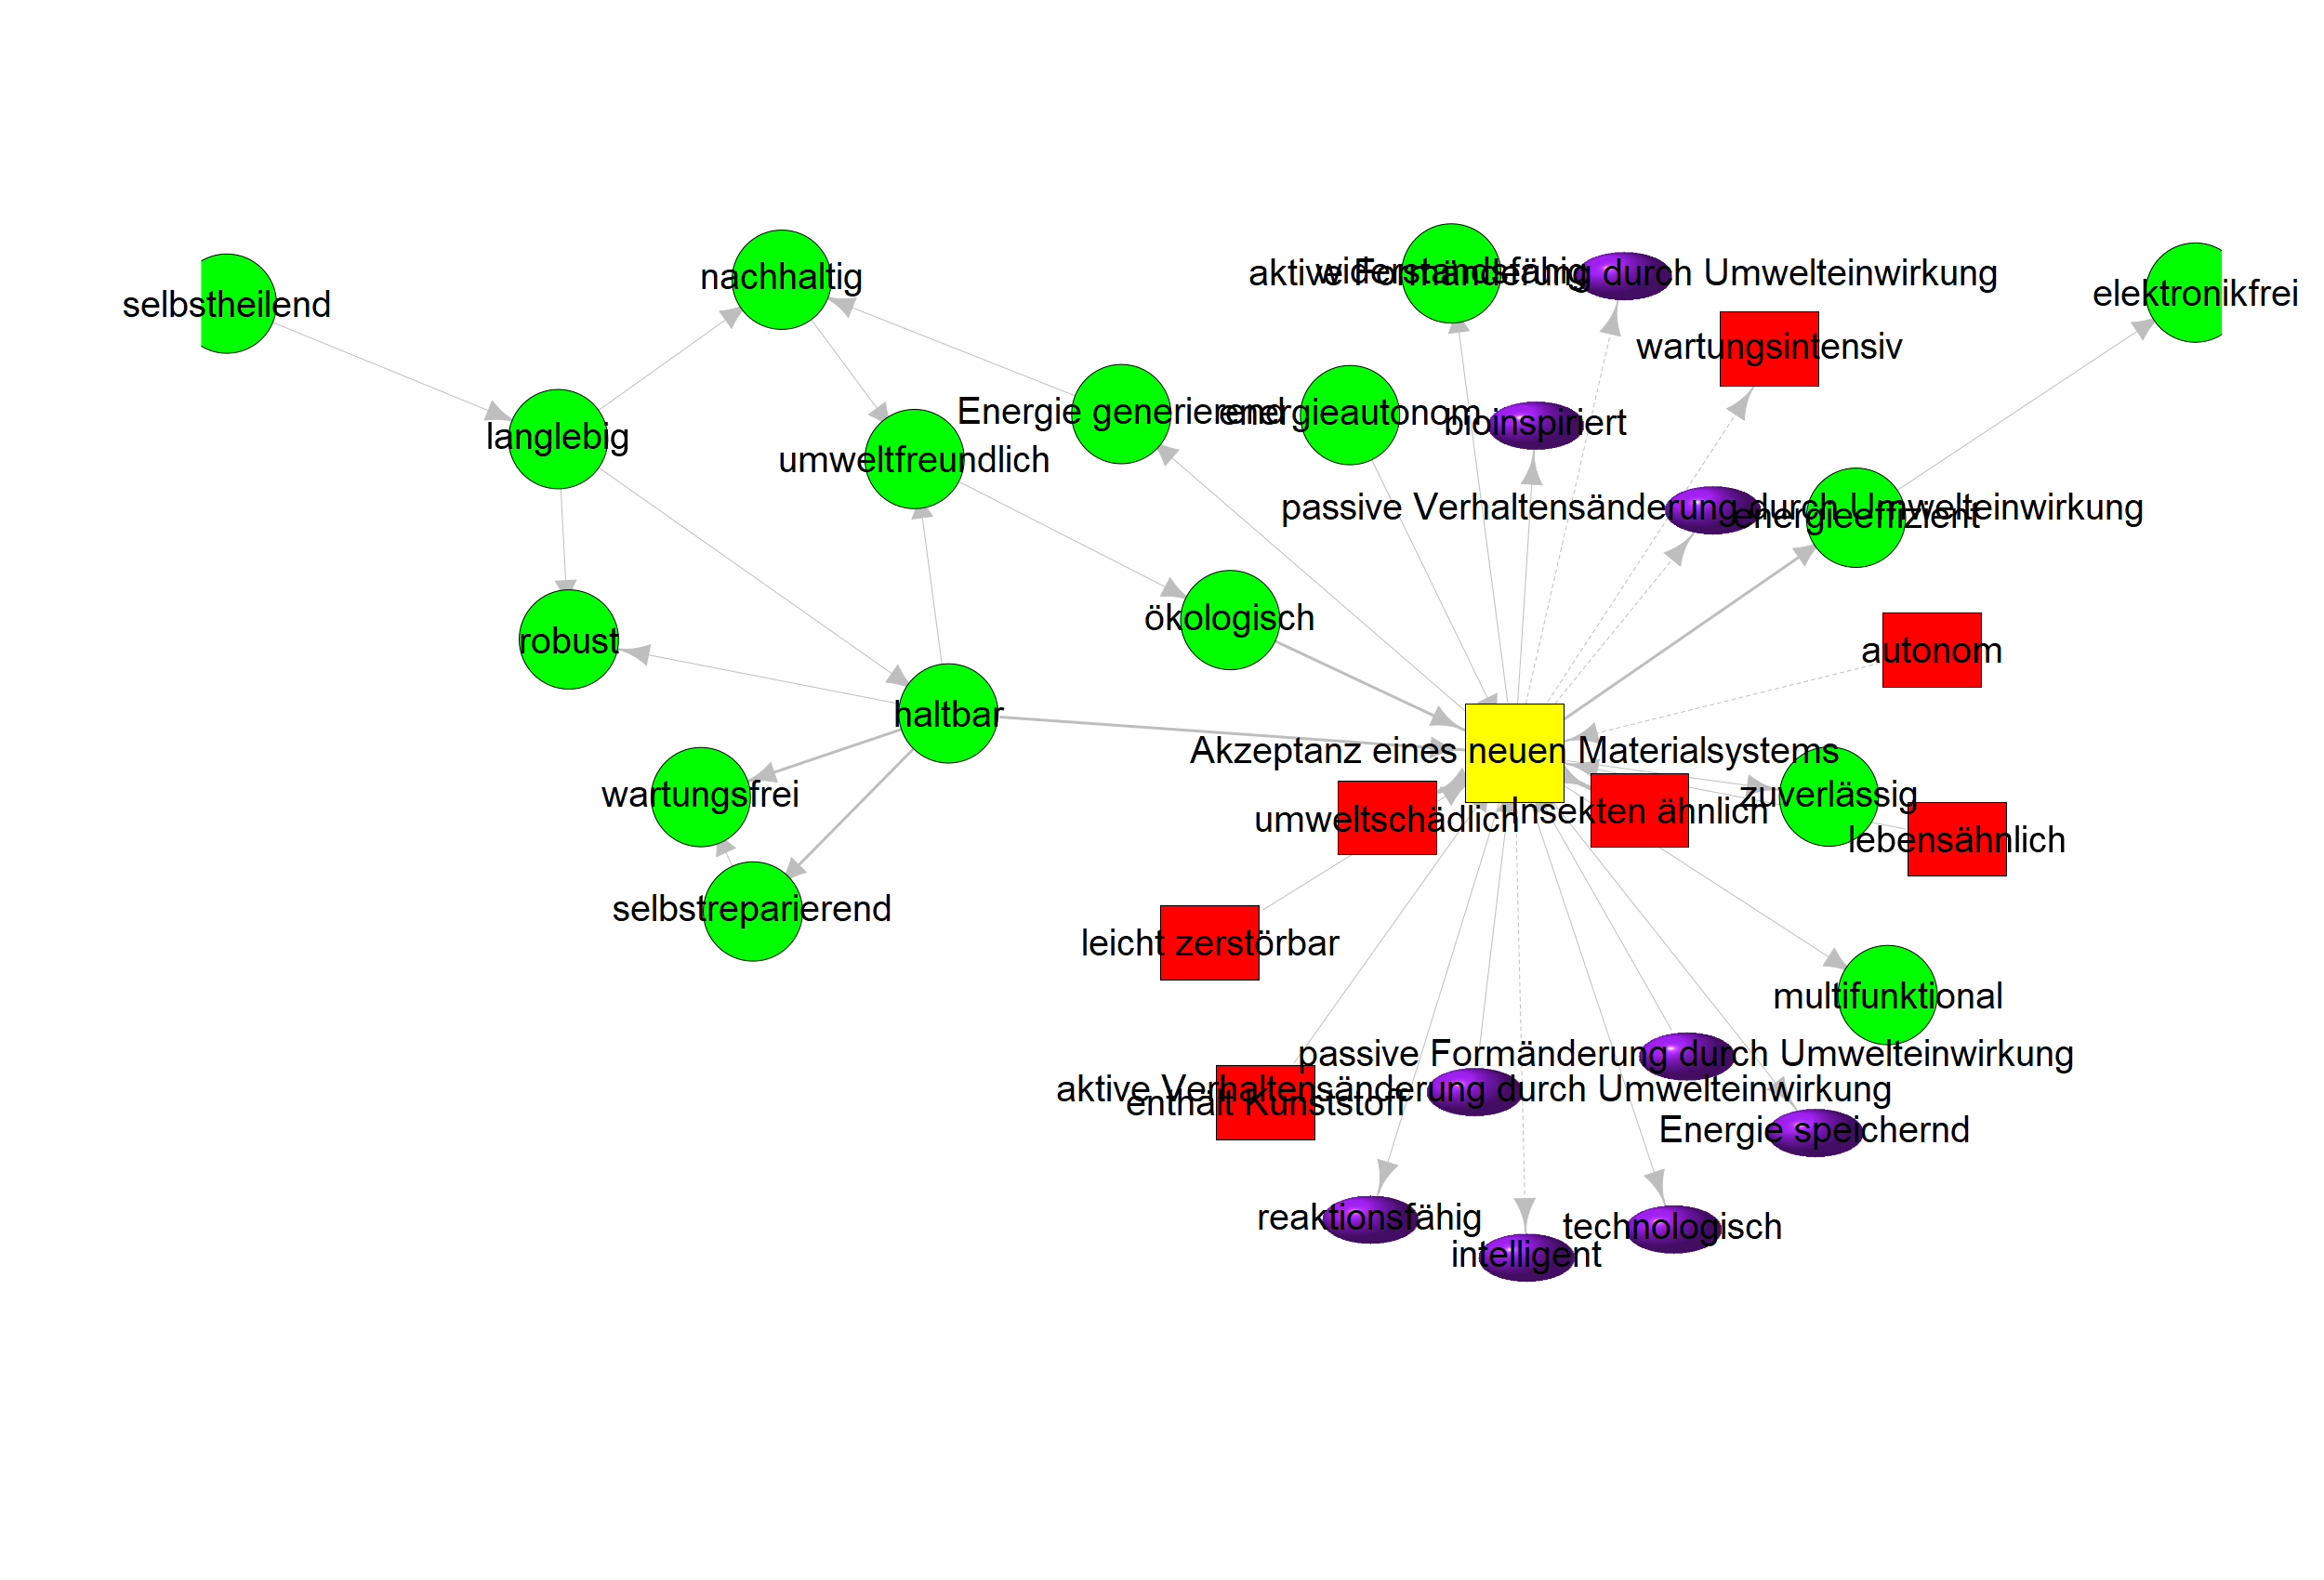 aktive Formänderung durch Umwelteinwirkung
widerstandsfähig
nachhaltig
elektronikfrei
selbstheilend
wartungsintensiv
Energie generierend
energieautonom
bioinspiriert
langlebig
umweltfreundlich
passive Verhaltensänderung durch Umwelteinwirkung
energieeffizient
ökologisch
robust
autonom
haltbar
Akzeptanz eines neuen Materialsystems
wartungsfrei
zuverlässig
Insekten ähnlich
umweltschädlich
lebensähnlich
selbstreparierend
leicht zerstörbar
multifunktional
passive Formänderung durch Umwelteinwirkung
aktive Verhaltensänderung durch Umwelteinwirkung
enthält Kunststoff
Energie speichernd
reaktionsfähig
technologisch
intelligent